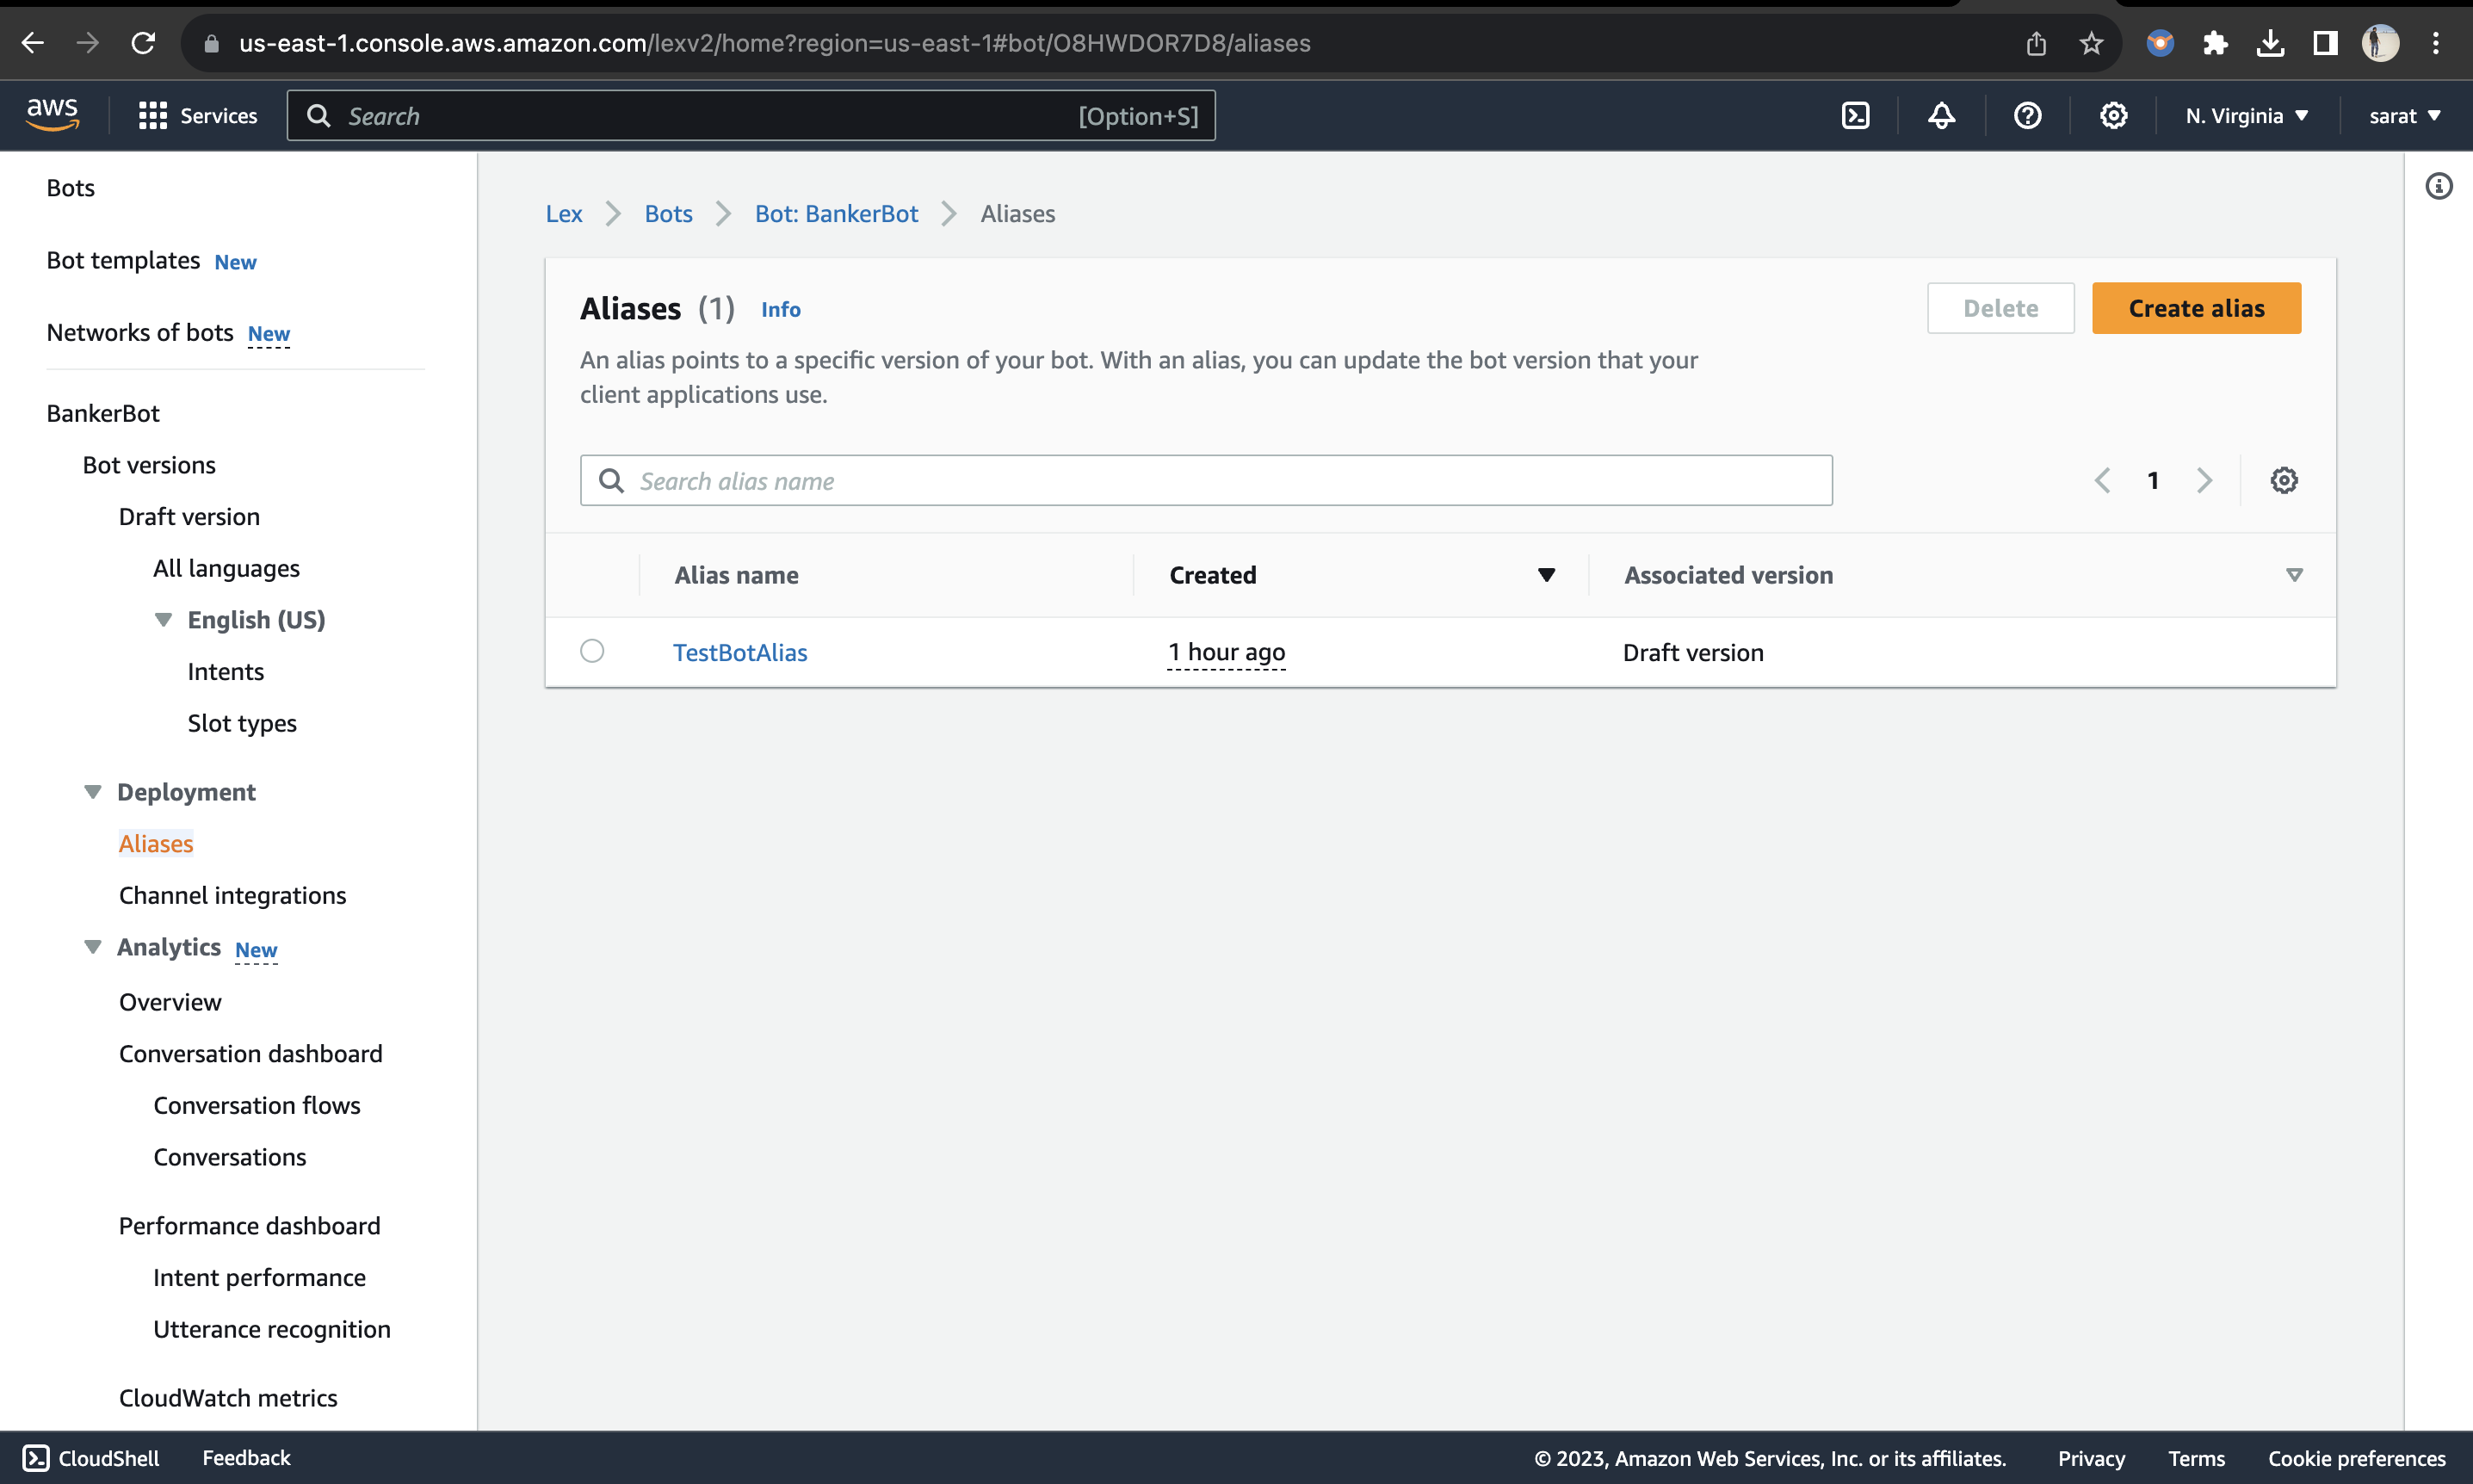 us-east-1.console.aws.amazon.com/lexv2/home?region=us-east-1#bot/O8HWDOR7D8/aliases
aws Services Search [Option+S] N. Virginia sarat
Bots
Bot templates New
Networks of bots New
BankerBot
Bot versions
Draft version
All languages
English (US)
Intents
Slot types
Deployment
Aliases
Channel integrations
Analytics New
Overview
Conversation dashboard
Conversation flows
Conversations
Performance dashboard
Intent performance
Utterance recognition
CloudWatch metrics
Lex Bots Bot: BankerBot Aliases
Aliases (1) Info
Delete Create alias
An alias points to a specific version of your bot. With an alias, you can update the bot version that your
client applications use.
Search alias name 1
Alias name Created Associated version
TestBotAlias 1 hour ago Draft version
CloudShell Feedback © 2023, Amazon Web Services, Inc. or its affiliates. Privacy Terms Cookie preferences